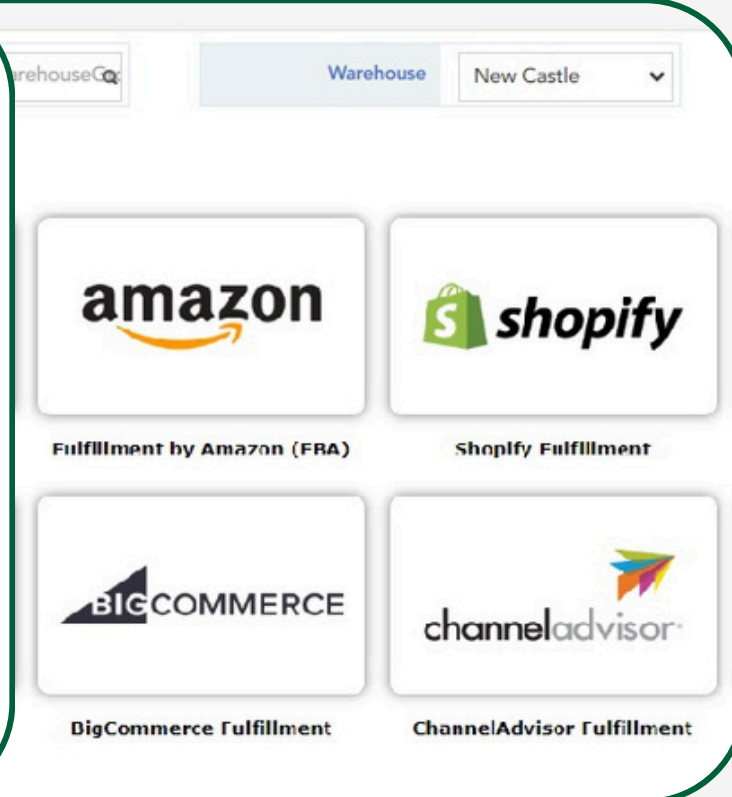 Warehouse New Castle
amazon
S shopify
Fulfillment by Amazon (FBA)
Shopify Fulfillment
BIGCOMMERCE
channeladvisor
BigCommerce Fulfillment
ChannelAdvisor Fulfillment